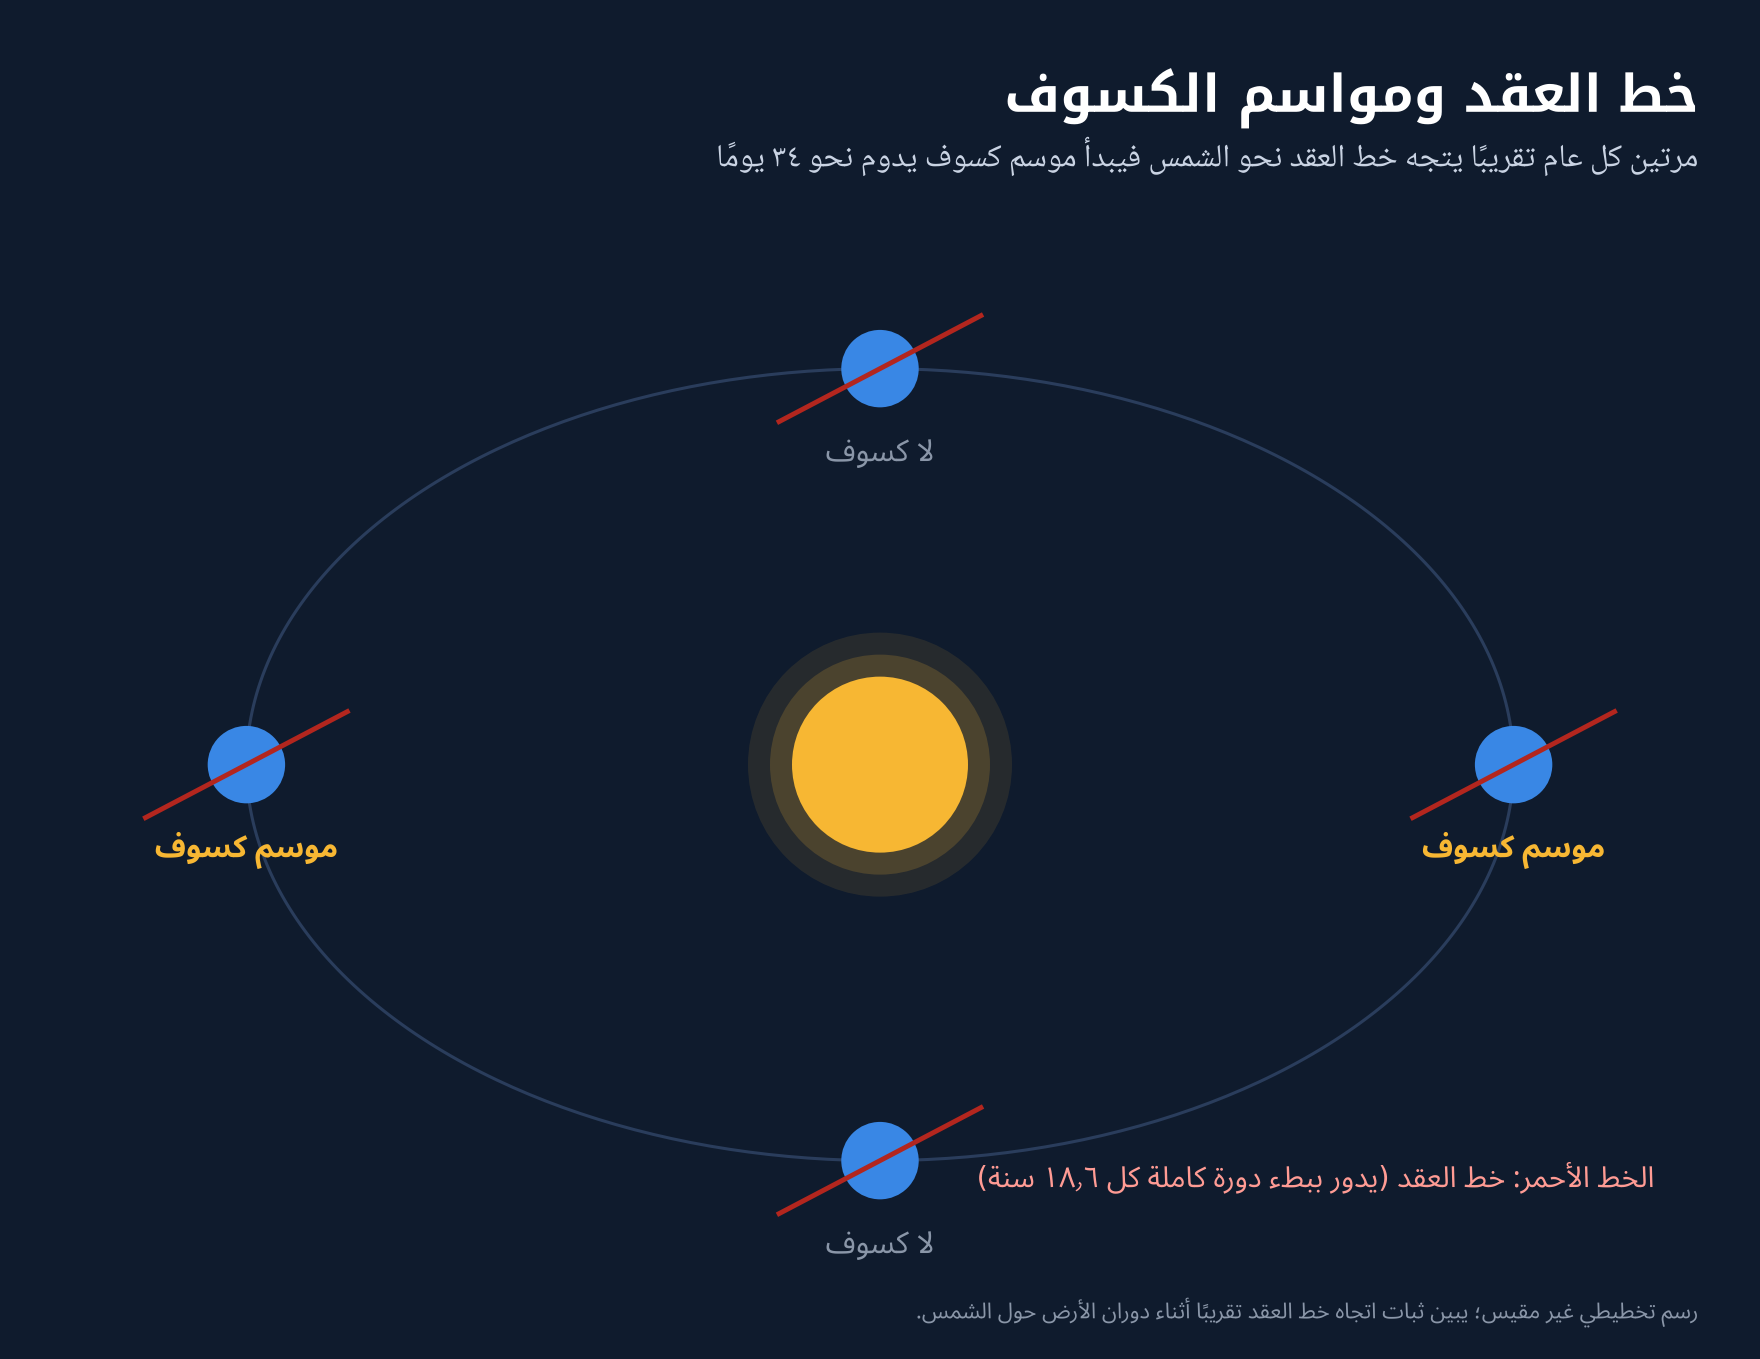 خط العقد ومواسم الكسوف
مرتين كل عام تقريبًا يتجه خط العقد نحو الشمس فيبدأ موسم كسوف يدوم نحو ٣٤ يومًا
لا كسوف
موسم كسوف
موسم كسوف
الخط الأحمر: خط العقد (يدور ببطء دورة كاملة كل ١٨٫٦ سنة)
لا كسوف
رسم تخطيطي غير مقيس؛ يبين ثبات اتجاه خط العقد تقريبًا أثناء دوران الأرض حول الشمس.